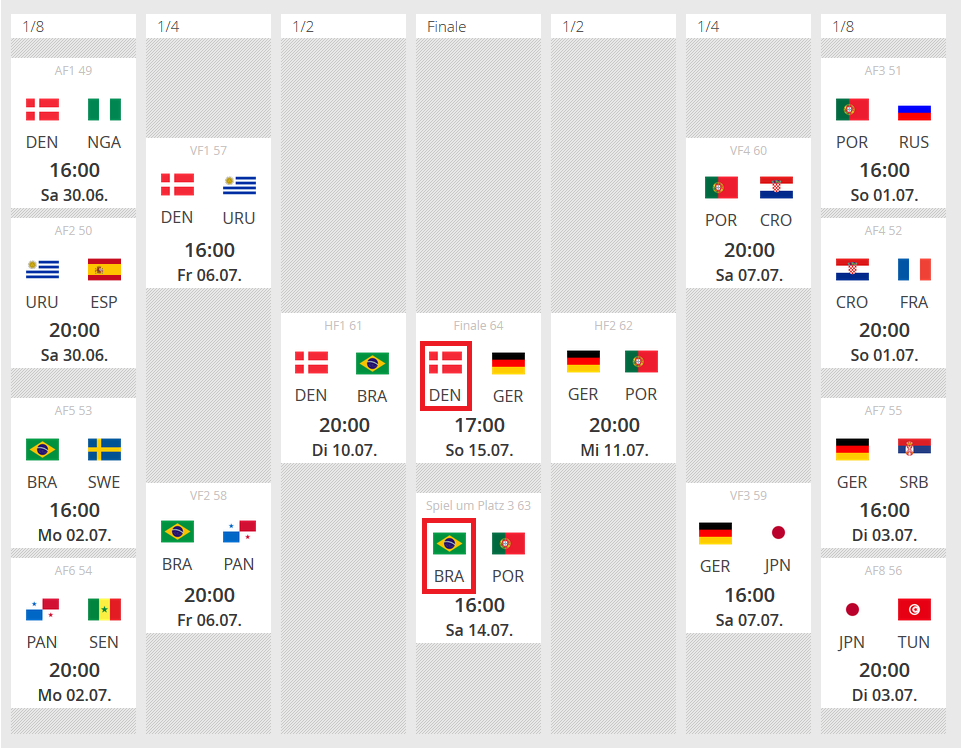 1/8
1/4
1/2
Finale
1/2
1/4
1/8
AF1 49
DEN NGA
16:00
Sa 30.06.
AF2 50
URU ESP
20:00
Sa 30.06.
AF5 53
BRA SWE
16:00
Mo 02.07.
AF6 54
PAN SEN
20:00
Mo 02.07.
VF1 57
DEN URU
16:00
Fr 06.07.
VF2 58
BRA PAN
20:00
Fr 06.07.
HF1 61
DEN BRA
20:00
Di 10.07.
Finale 64
DEN GER
17:00
So 15.07.
Spiel um Platz 3 63
BRA POR
16:00
Sa 14.07.
HF2 62
GER POR
20:00
Mi 11.07.
VF4 60
POR CRO
20:00
Sa 07.07.
VF3 59
GER JPN
16:00
Sa 07.07.
AF3 51
POR RUS
16:00
So 01.07.
AF4 52
CRO FRA
20:00
So 01.07.
AF7 55
GER SRB
16:00
Di 03.07.
AF8 56
JPN TUN
20:00
Di 03.07.